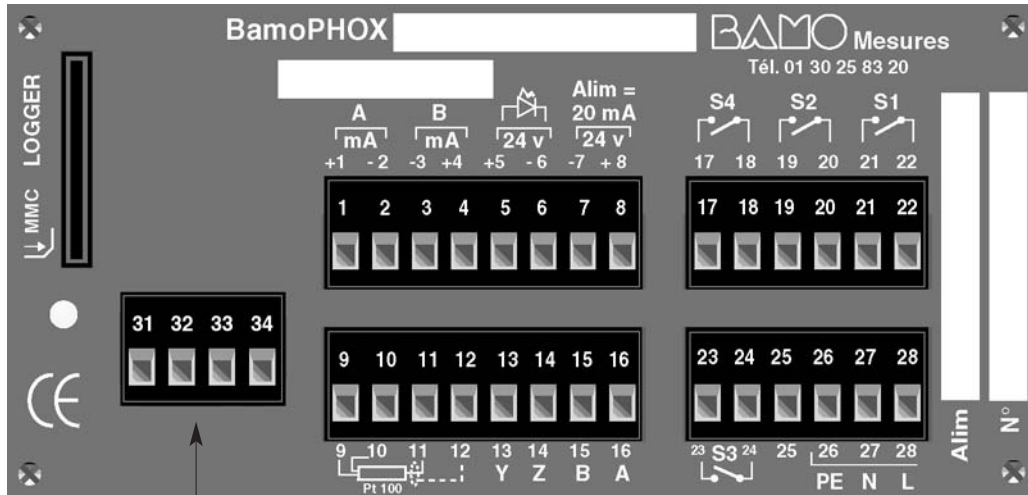 BamoPHOX
BAMO Mesures
Tél. 01 30 25 83 20
MMC LOGGER
A
mA
+1 -2
B
mA
-3 +4
24 v
+5 -6
Alim =
20 mA
24 v
-7 +8
S4
17 18
S2
19 20
S1
21 22
1 2 3 4 5 6 7 8
17 18 19 20 21 22
31 32 33 34
9 10 11 12 13 14 15 16
23 24 25 26 27 28
9 10 11 12 13 14 15 16
Pt 100
Y Z B A
23 S3 24 25 26 27 28
PE N L
CE
Alim
N°